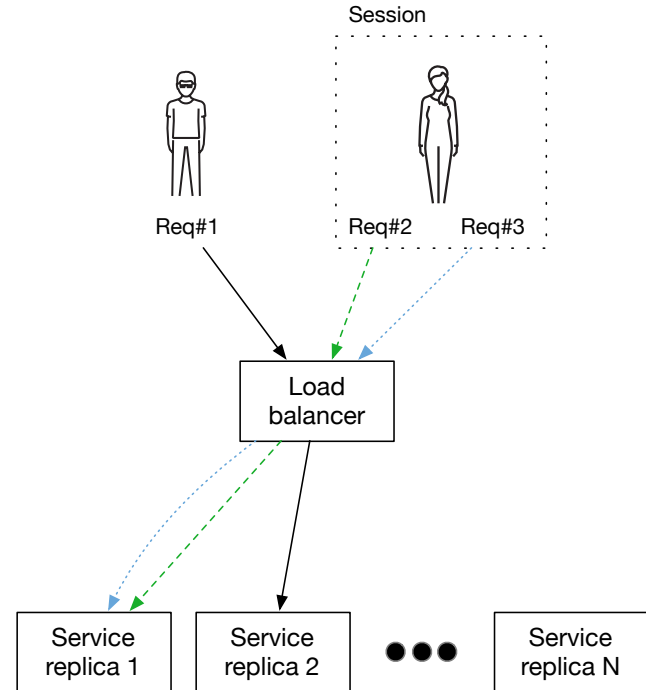 Session
Req#1
Req#2
Req#3
Load
balancer
Service
replica 1
Service
replica 2
Service
replica N